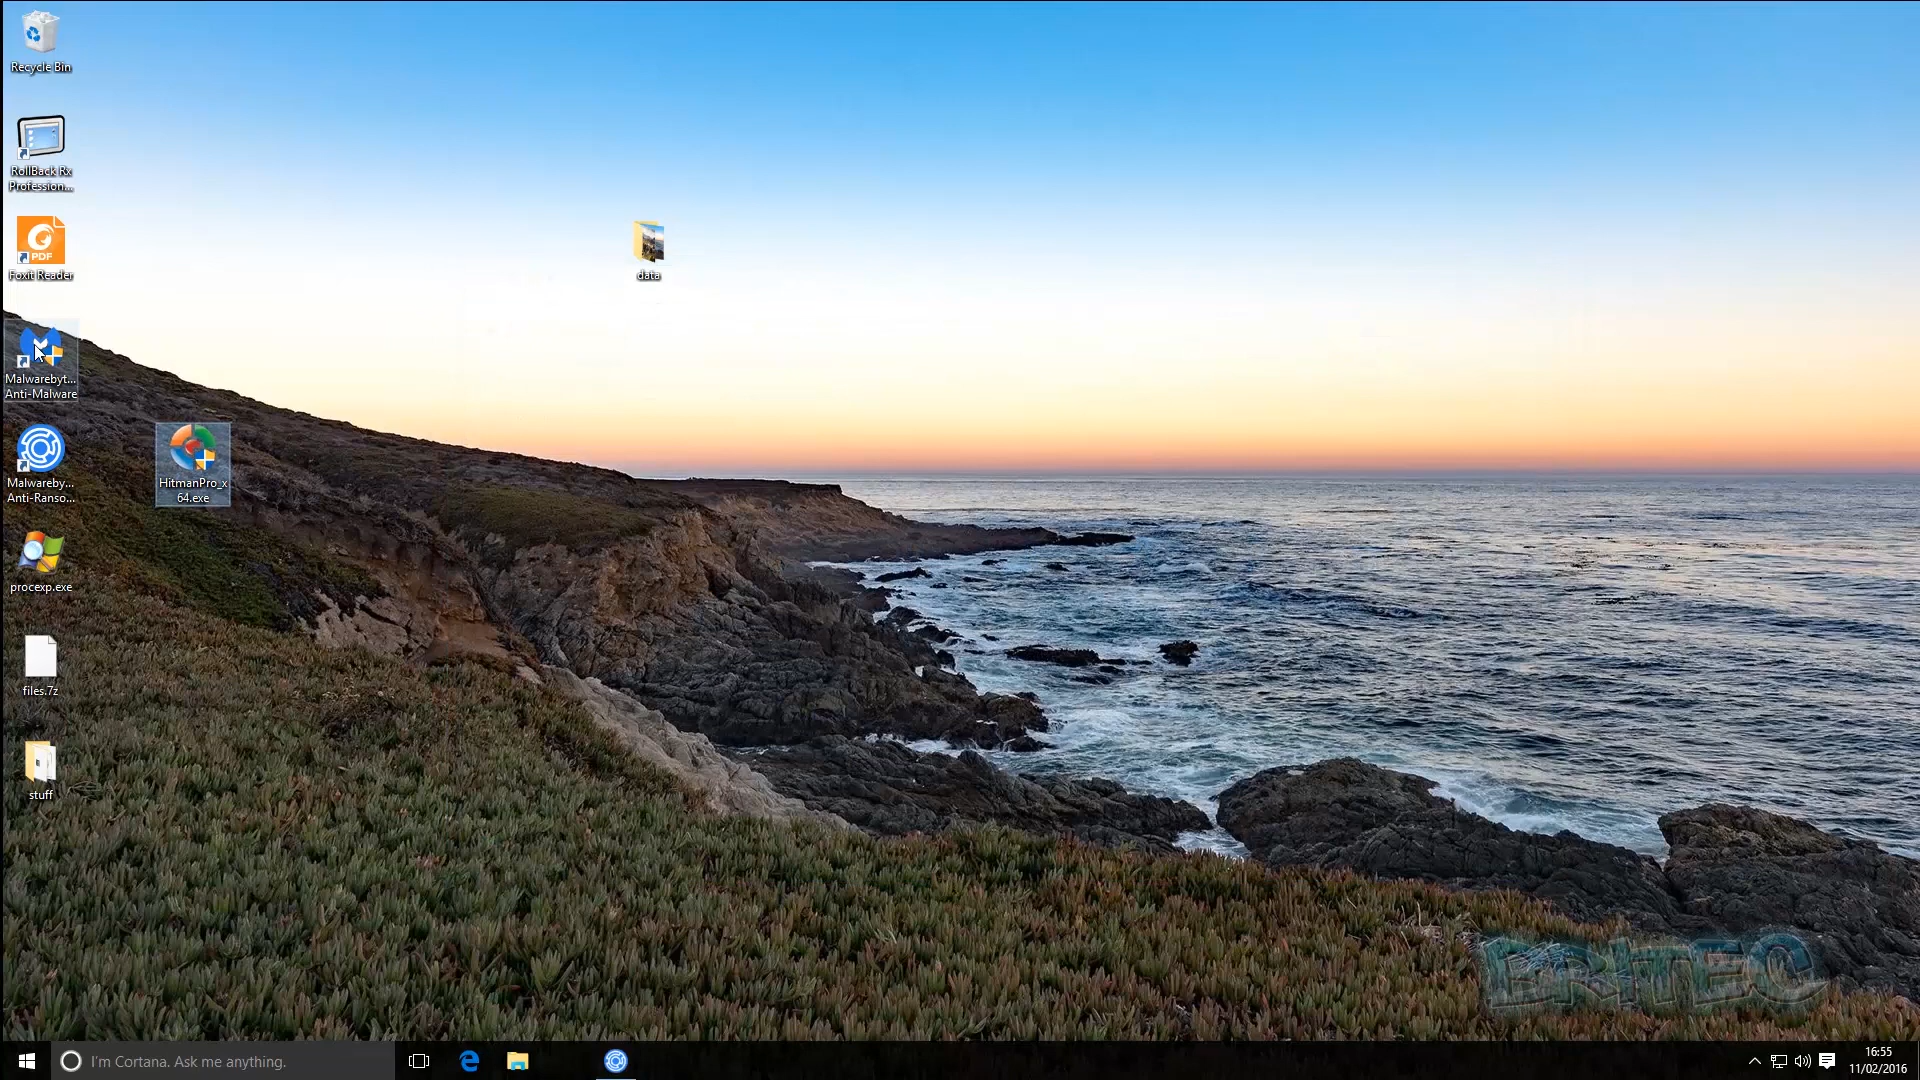 Recycle Bin
RollBack Rx
Profession...
PDF
Foxit Reader
data
Malwarebyt...
Anti-Malware
Malwareby...
Anti-Ranso...
HitmanPro_x
64.exe
procexp.exe
files.7z
stuff
BRITEC
I'm Cortana. Ask me anything.
16:55
11/02/2016